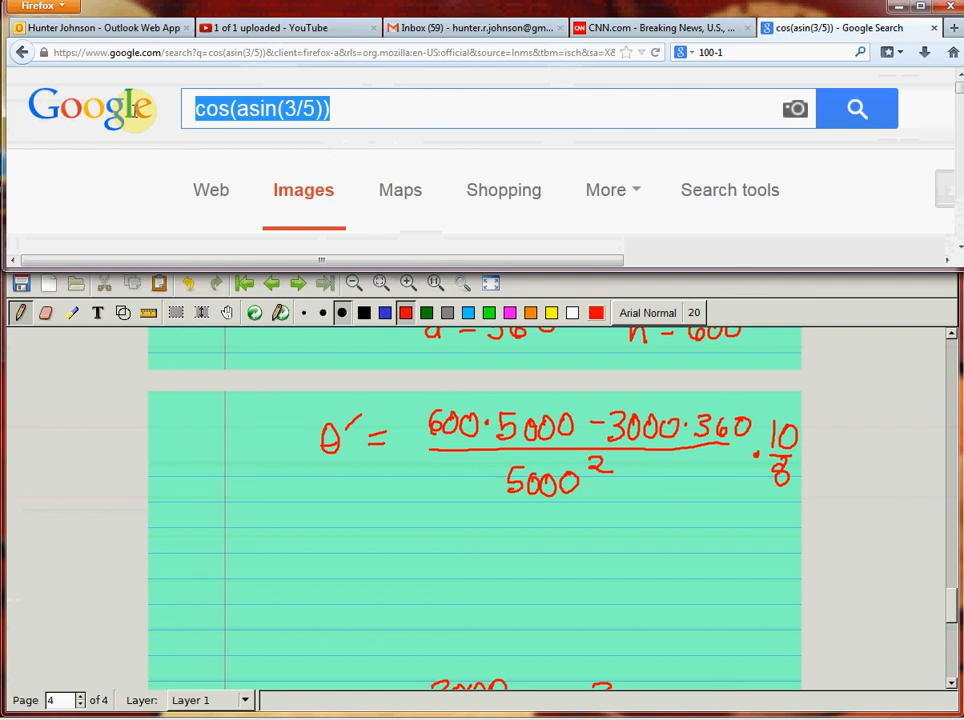 Firefox
Hunter Johnson - Outlook Web App × 1 of 1 uploaded - YouTube × Inbox (59) - hunter.r.johnson@gm... × CNN.com - Breaking News, U.S., ... × cos(asin(3/5)) - Google Search ×
https://www.google.com/search?q=cos(asin(3/5))&client=firefox-a&rls=org.mozilla:en-US:official&source=lnms&tbm=isch&sa=X& 100-1
Google cos(asin(3/5))
Web Images Maps Shopping More Search tools
Arial Normal 20
= 360 = 600
θ′ = 600·5000 - 3000·360 · 10
5000² 8
Page 4 of 4 Layer: Layer 1